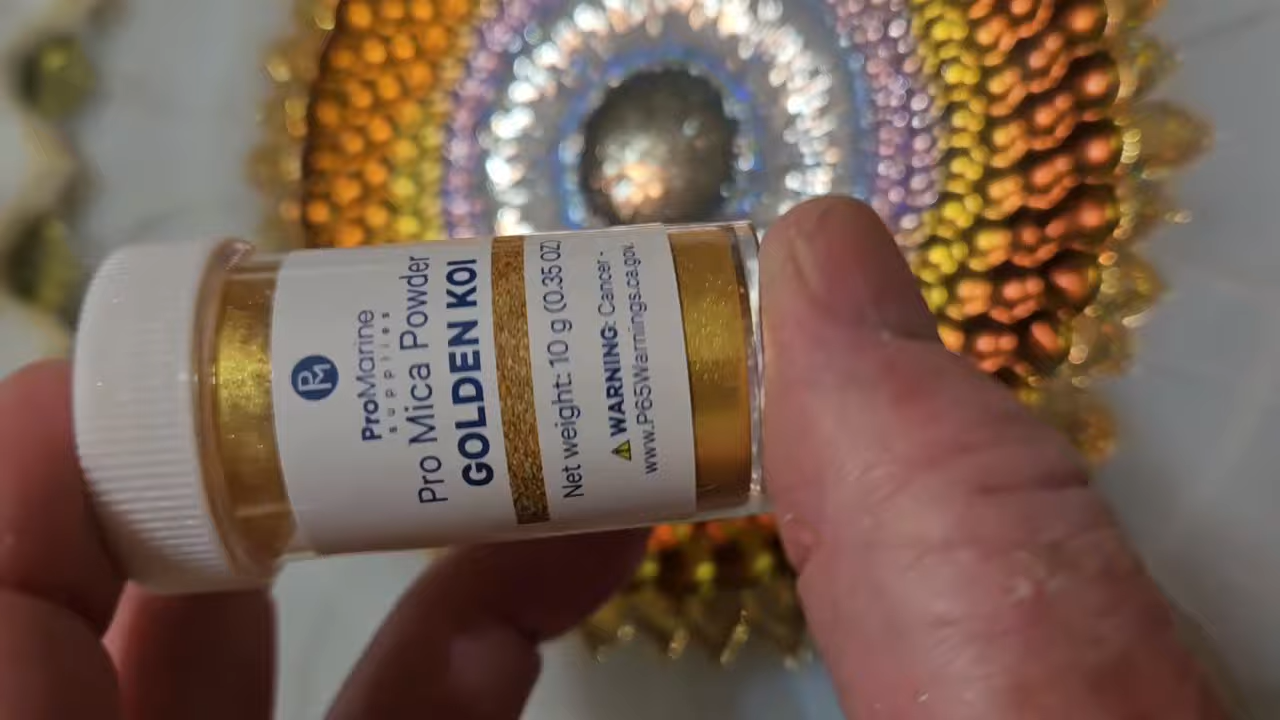 PM
ProMarine
supplies
Pro Mica Powder
GOLDEN KOI
Net weight: 10 g (0.35 OZ)
WARNING: Cancer -
www.P65Warnings.ca.gov.